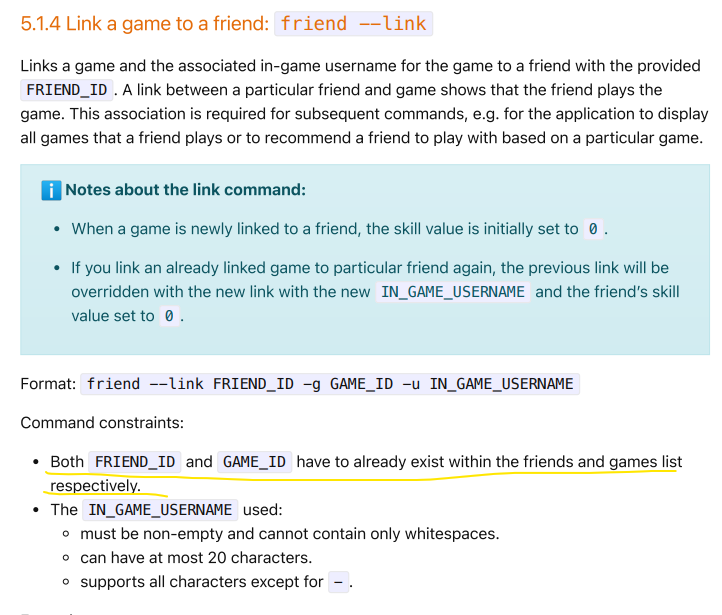 5.1.4 Link a game to a friend: friend --link
Links a game and the associated in-game username for the game to a friend with the provided
FRIEND_ID . A link between a particular friend and game shows that the friend plays the
game. This association is required for subsequent commands, e.g. for the application to display
all games that a friend plays or to recommend a friend to play with based on a particular game.
i Notes about the link command:
• When a game is newly linked to a friend, the skill value is initially set to 0 .
• If you link an already linked game to particular friend again, the previous link will be
overridden with the new link with the new IN_GAME_USERNAME and the friend's skill
value set to 0 .
Format: friend --link FRIEND_ID -g GAME_ID -u IN_GAME_USERNAME
Command constraints:
• Both FRIEND_ID and GAME_ID have to already exist within the friends and games list
respectively.
• The IN_GAME_USERNAME used:
◦ must be non-empty and cannot contain only whitespaces.
◦ can have at most 20 characters.
◦ supports all characters except for - .